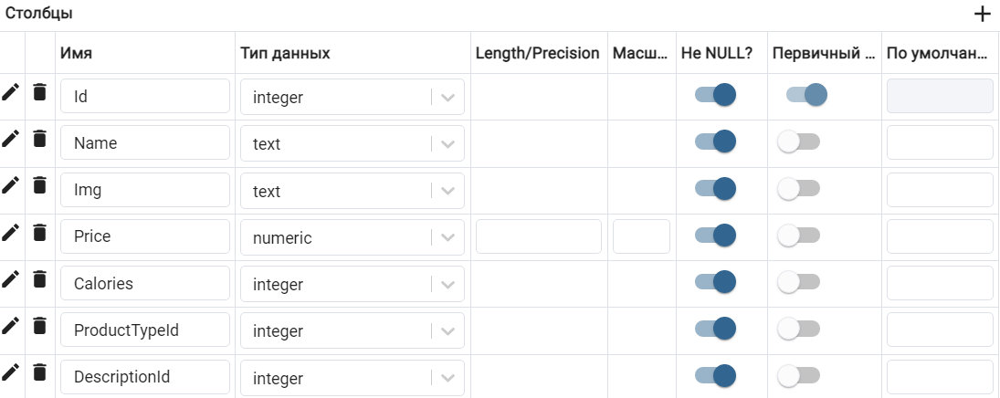 Столбцы
Имя Тип данных Length/Precision Масш... Не NULL? Первичный ... По умолчан...
Id integer
Name text
Img text
Price numeric
Calories integer
ProductTypeId integer
DescriptionId integer